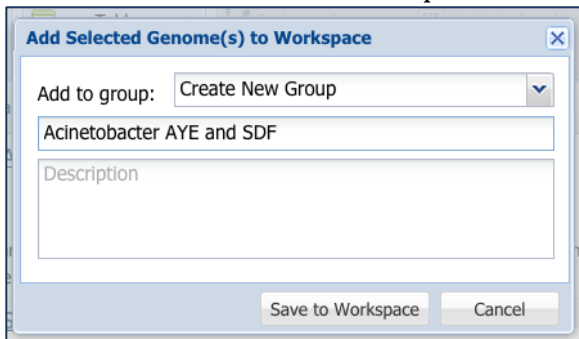 Add Selected Genome(s) to Workspace
Add to group: Create New Group
Acinetobacter AYE and SDF
Description
Save to Workspace Cancel